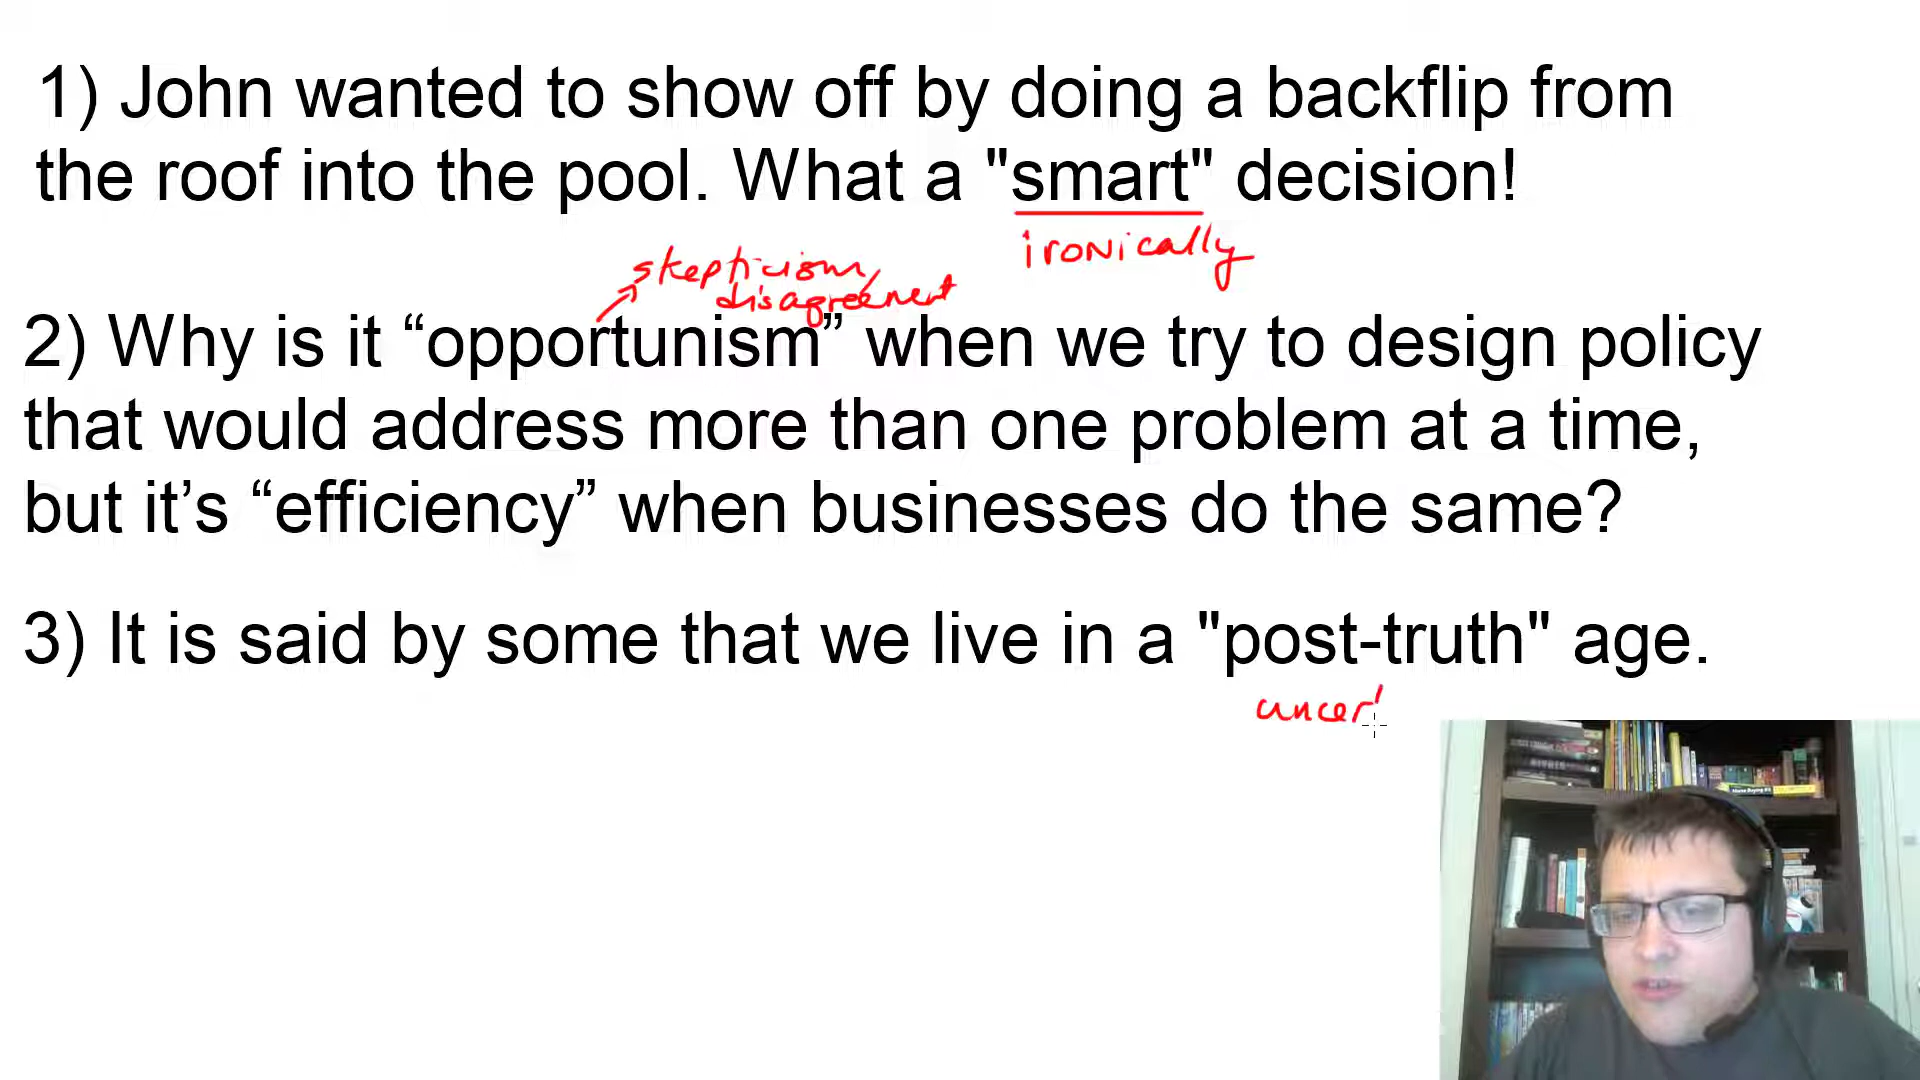 1) John wanted to show off by doing a backflip from
the roof into the pool. What a "smart" decision!
ironically
skepticism/
disagreement
2) Why is it “opportunism” when we try to design policy
that would address more than one problem at a time,
but it’s “efficiency” when businesses do the same?
3) It is said by some that we live in a "post-truth" age.
uncer